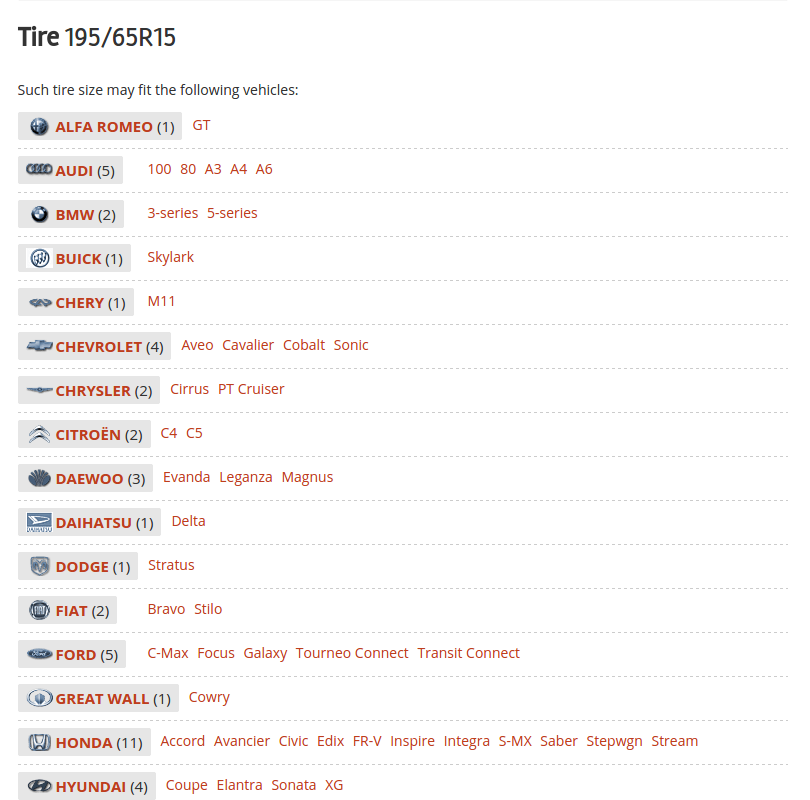 Tire 195/65R15
Such tire size may fit the following vehicles:
ALFA ROMEO (1) GT
AUDI (5) 100 80 A3 A4 A6
BMW (2) 3-series 5-series
BUICK (1) Skylark
CHERY (1) M11
CHEVROLET (4) Aveo Cavalier Cobalt Sonic
CHRYSLER (2) Cirrus PT Cruiser
CITROËN (2) C4 C5
DAEWOO (3) Evanda Leganza Magnus
DAIHATSU (1) Delta
DODGE (1) Stratus
FIAT (2) Bravo Stilo
FORD (5) C-Max Focus Galaxy Tourneo Connect Transit Connect
GREAT WALL (1) Cowry
HONDA (11) Accord Avancier Civic Edix FR-V Inspire Integra S-MX Saber Stepwgn Stream
HYUNDAI (4) Coupe Elantra Sonata XG